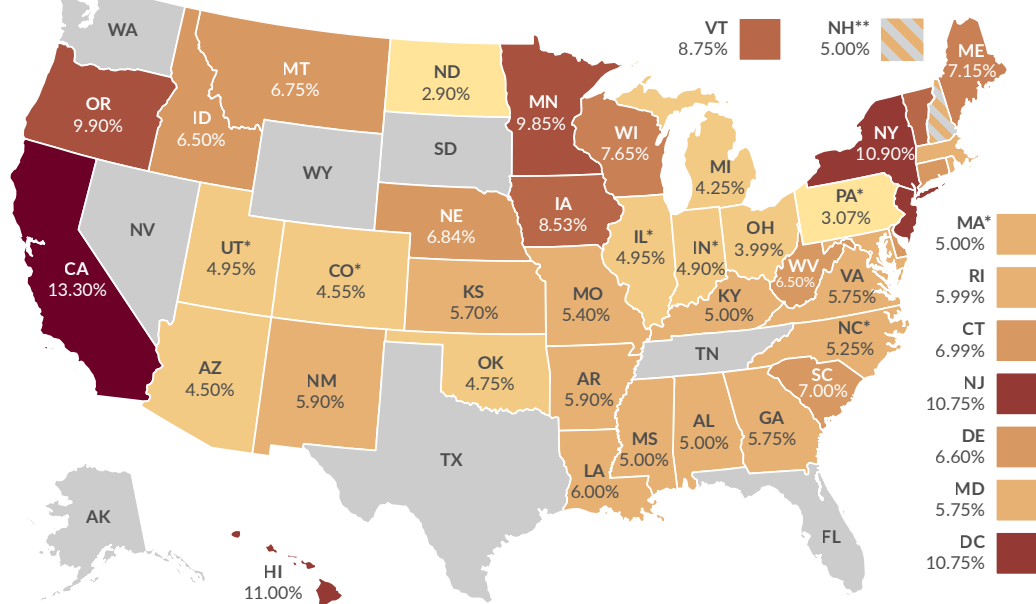 WA
VT
8.75%
NH**
5.00%
ME
7.15%
MT
6.75%
ND
2.90%
OR
9.90%
ID
6.50%
MN
9.85%
WI
7.65%
NY
10.90%
SD
WY
MI
4.25%
IA
8.53%
NE
6.84%
PA*
3.07%
NV
UT*
4.95%
CO*
4.55%
IL*
4.95%
IN*
4.90%
OH
3.99%
WV
6.50%
VA
5.75%
CA
13.30%
KS
5.70%
MO
5.40%
KY
5.00%
NC*
5.25%
TN
AZ
4.50%
NM
5.90%
OK
4.75%
AR
5.90%
SC
7.00%
MS
5.00%
AL
5.00%
GA
5.75%
TX
LA
6.00%
FL
AK
HI
11.00%
MA*
5.00%
RI
5.99%
CT
6.99%
NJ
10.75%
DE
6.60%
MD
5.75%
DC
10.75%